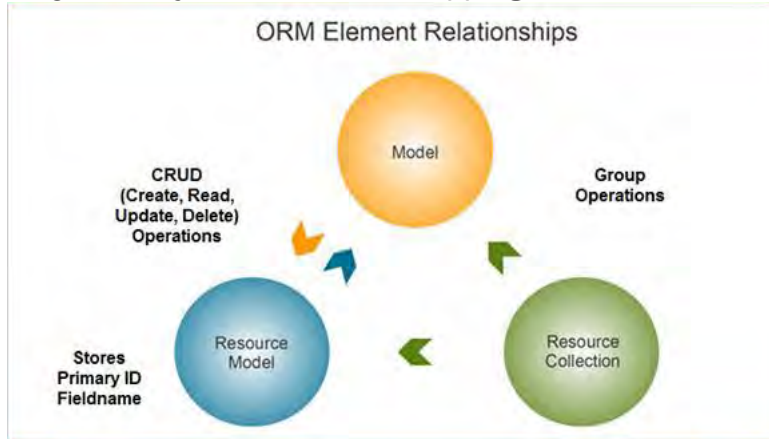 ORM Element Relationships
Model
CRUD
(Create, Read,
Update, Delete)
Operations
Group
Operations
Resource
Model
Resource
Collection
Stores
Primary ID
Fieldname